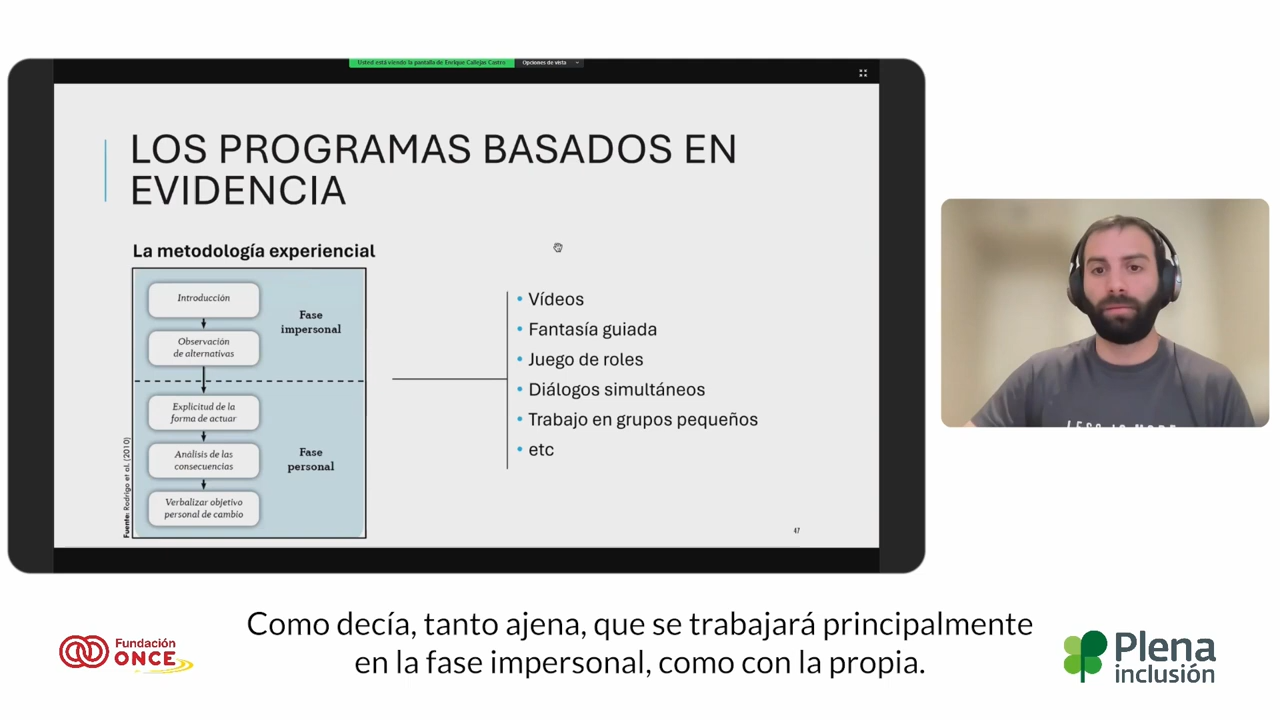 Usted está viendo la pantalla de Enrique Callejas Castro
Opciones de vista
LOS PROGRAMAS BASADOS EN
EVIDENCIA
La metodología experiencial
Introducción
Fase
impersonal
Observación
de alternativas
Explicitud de la
forma de actuar
Análisis de las
consecuencias
Fase
personal
Verbalizar objetivo
personal de cambio
Fuente: Rodrigo et al. (2010)
• Vídeos
• Fantasía guiada
• Juego de roles
• Diálogos simultáneos
• Trabajo en grupos pequeños
• etc
47
Como decía, tanto ajena, que se trabajará principalmente
en la fase impersonal, como con la propia.
Fundación
ONCE
Plena
inclusión